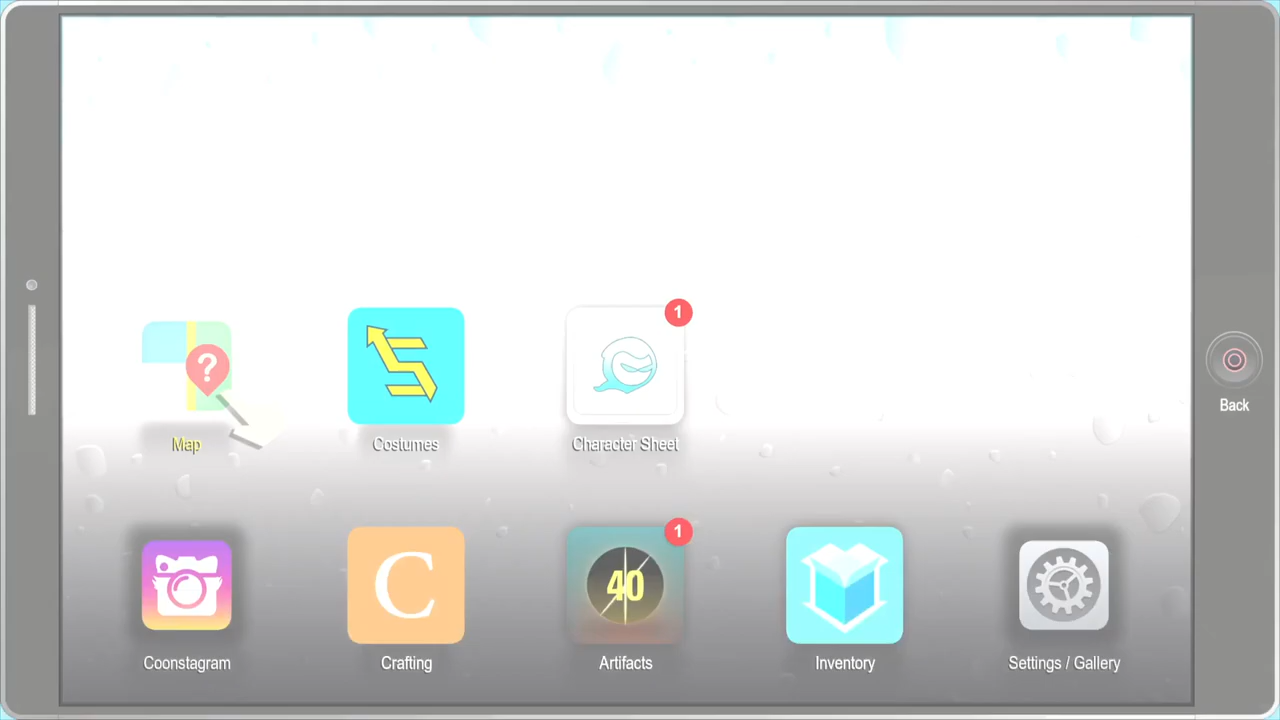 1
?
Map
Costumes
Character Sheet
Back
1
C
40
Coonstagram
Crafting
Artifacts
Inventory
Settings / Gallery